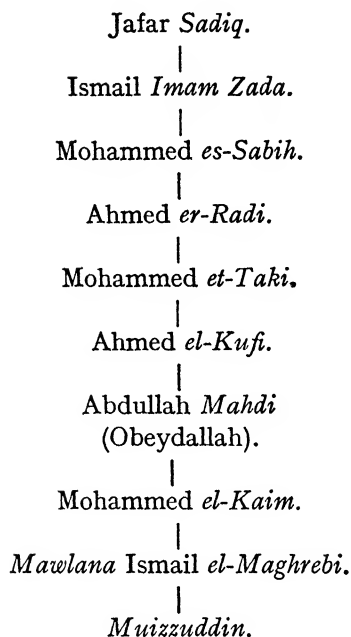 Jafar Sadiq.
Ismail Imam Zada.
Mohammed es-Sabih.
Ahmed er-Radi.
Mohammed et-Taki.
Ahmed el-Kufi.
Abdullah Mahdi
(Obeydallah).
Mohammed el-Kaim.
Mawlana Ismail el-Maghrebi.
Muizzuddin.